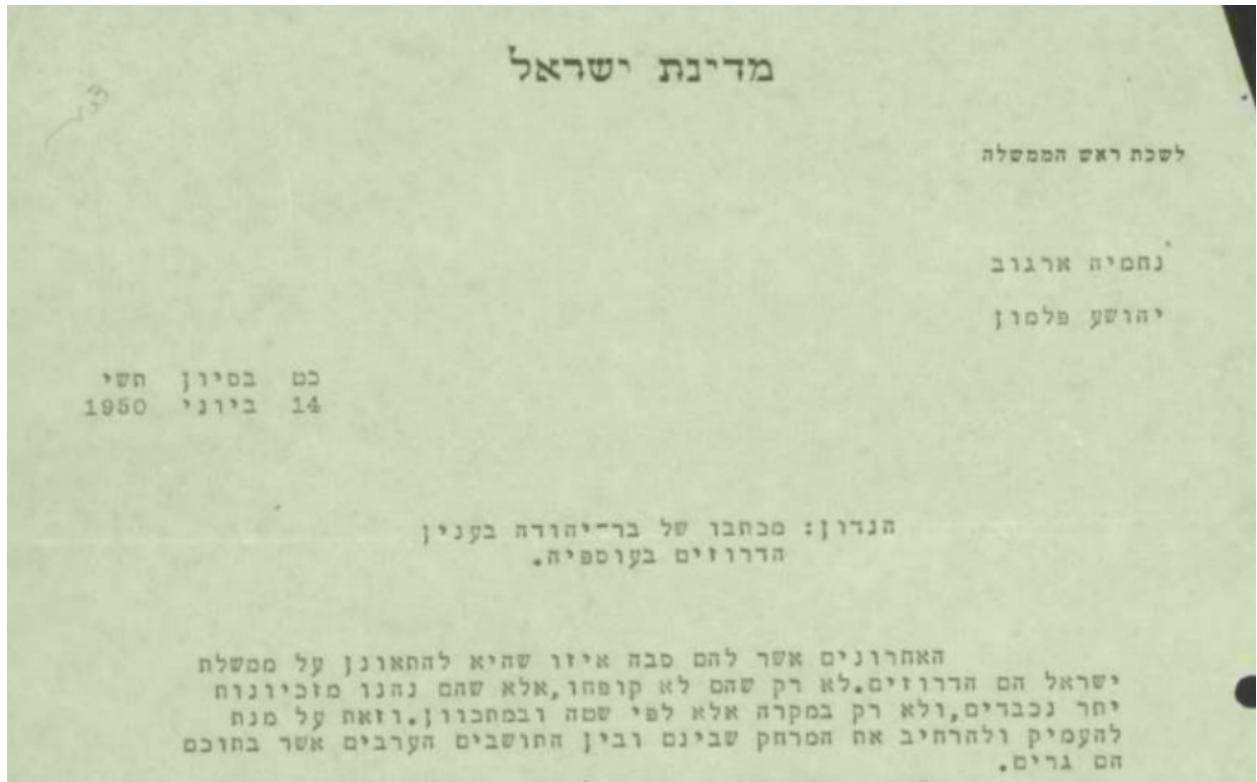 מדינת ישראל
לשכת ראש הממשלה
נחמיה ארגוב
יהושע פלמון
כט בסיון תשי
14 ביוני 1950
הנדון: מכתבו של בר-יהודה בענין
הדרוזים בעוספיה.
האחרונים אשר להם סבה איזו שהיא להתאונן על ממשלת
ישראל הם הדרוזים.לא רק שהם לא קופחו,אלא שהם נהנו מזכיונות
יתר נכבדים,ולא רק במקרה אלא לפי שטה ובמתכוון.וזאת על מנת
להעמיק ולהרחיב את המרחק שבינם ובין התושבים הערבים אשר בתוכם
הם גרים.